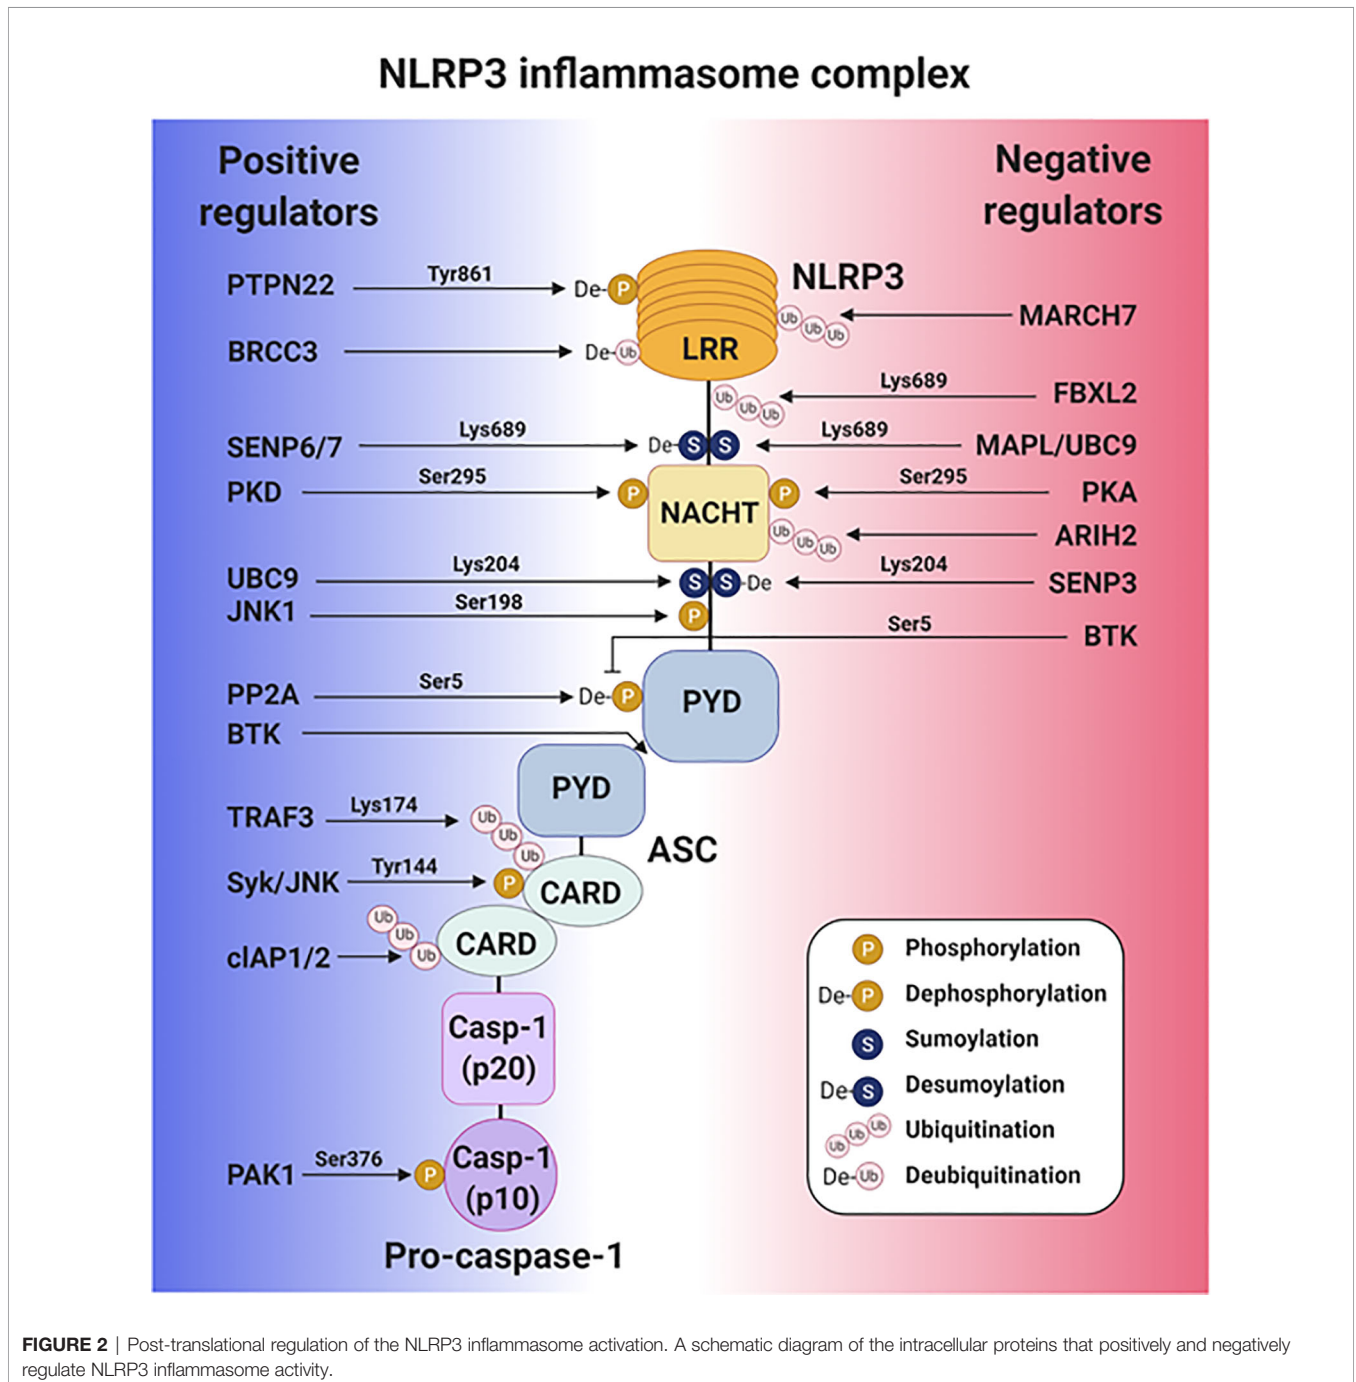 NLRP3 inflammasome complex
Positive
regulators
Negative
regulators
PTPN22
Tyr861
De-P
NLRP3
Ub Ub Ub
MARCH7
BRCC3
De-Ub
LRR
Ub Ub Ub
Lys689
FBXL2
SENP6/7
Lys689
De-S
S
Lys689
MAPL/UBC9
PKD
Ser295
P
NACHT
P
Ser295
PKA
Ub Ub Ub
ARIH2
UBC9
Lys204
S
S-De
Lys204
SENP3
JNK1
Ser198
P
Ser5
BTK
PP2A
Ser5
De-P
PYD
BTK
PYD
TRAF3
Lys174
Ub Ub Ub
ASC
Syk/JNK
Tyr144
P
CARD
cIAP1/2
Ub Ub Ub
CARD
Casp-1
(p20)
PAK1
Ser376
P
Casp-1
(p10)
Pro-caspase-1
P Phosphorylation
De-P Dephosphorylation
S Sumoylation
De-S Desumoylation
Ub Ub Ub Ubiquitination
De-Ub Deubiquitination
FIGURE 2 | Post-translational regulation of the NLRP3 inflammasome activation. A schematic diagram of the intracellular proteins that positively and negatively
regulate NLRP3 inflammasome activity.